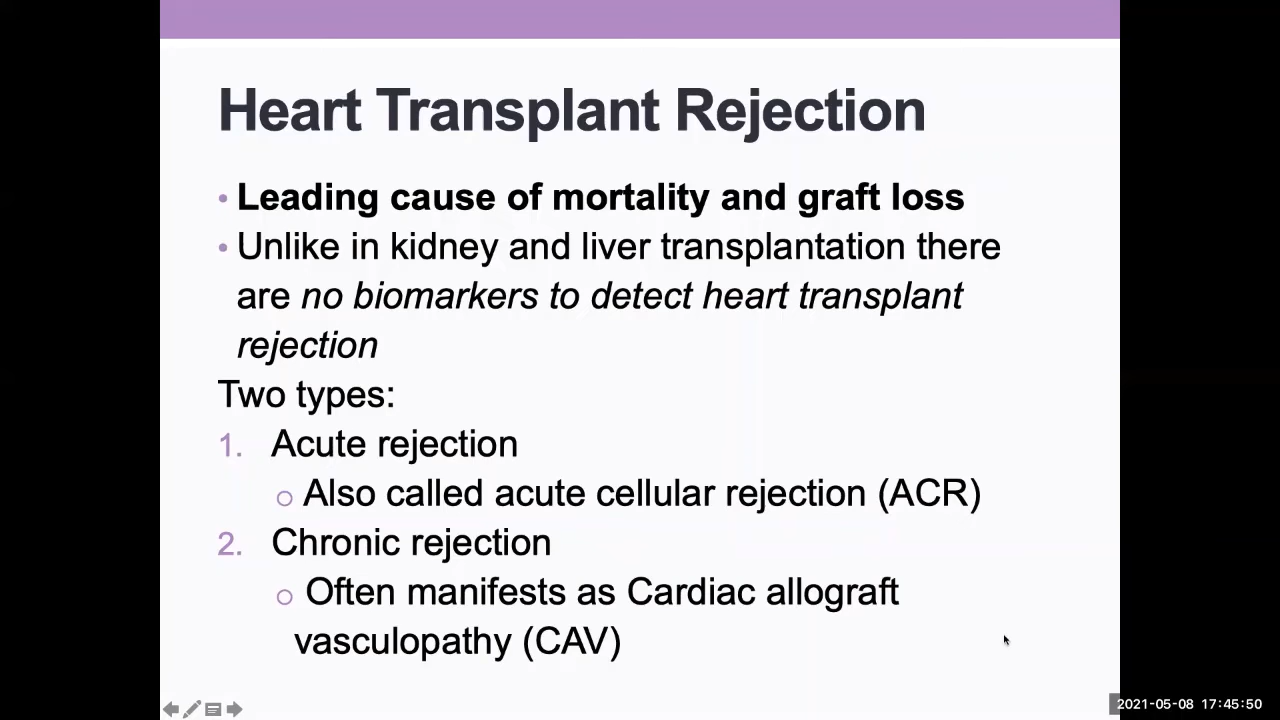 Heart Transplant Rejection
• Leading cause of mortality and graft loss
• Unlike in kidney and liver transplantation there
are no biomarkers to detect heart transplant
rejection
Two types:
1. Acute rejection
○ Also called acute cellular rejection (ACR)
2. Chronic rejection
○ Often manifests as Cardiac allograft
vasculopathy (CAV)
2021-05-08 17:45:50